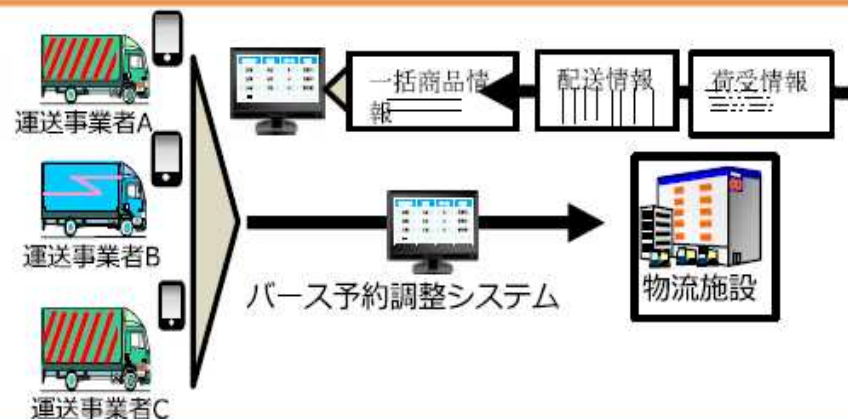 運送事業者A
一括商品情
報
配送情報
荷受情報
運送事業者B
バース予約調整システム
物流施設
運送事業者C